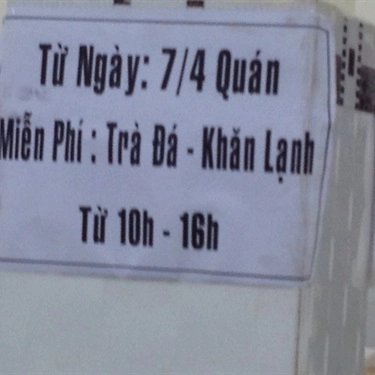 Từ Ngày: 7/4 Quán
Miễn Phí : Trà Đá - Khăn Lạnh
Từ 10h - 16h